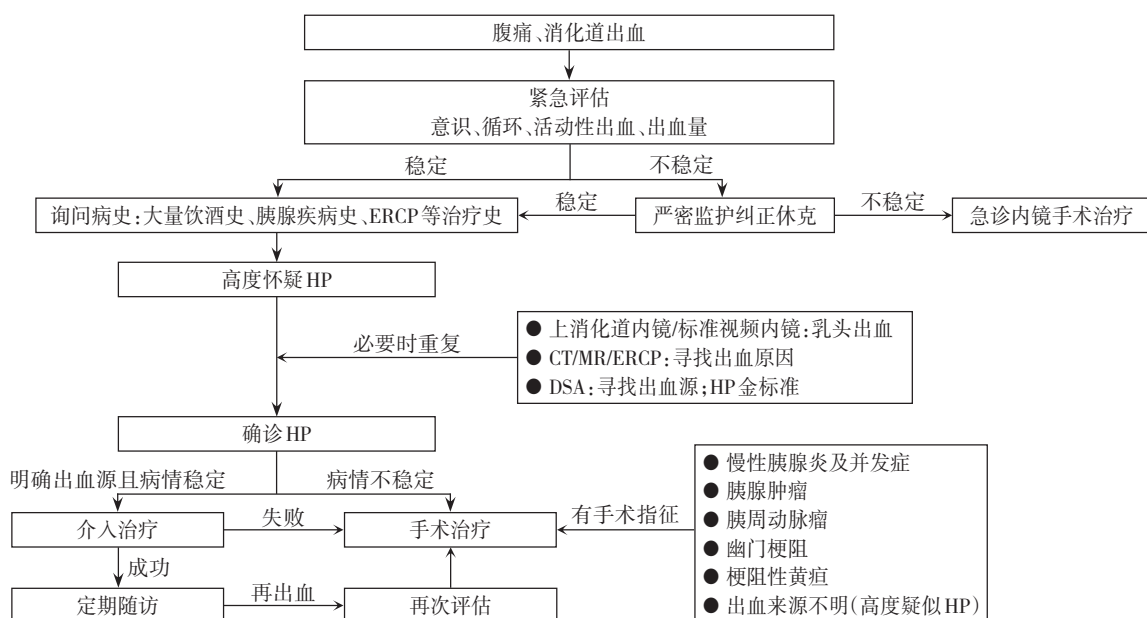 腹痛、消化道出血
紧急评估
意识、循环、活动性出血、出血量
稳定
不稳定
询问病史:大量饮酒史、胰腺疾病史、ERCP等治疗史
稳定
严密监护纠正休克
不稳定
急诊内镜手术治疗
高度怀疑HP
必要时重复
● 上消化道内镜/标准视频内镜:乳头出血
● CT/MR/ERCP:寻找出血原因
● DSA:寻找出血源;HP金标准
确诊HP
明确出血源且病情稳定
病情不稳定
介入治疗
失败
手术治疗
有手术指征
● 慢性胰腺炎及并发症
● 胰腺肿瘤
● 胰周动脉瘤
● 幽门梗阻
● 梗阻性黄疸
● 出血来源不明(高度疑似HP)
成功
定期随访
再出血
再次评估